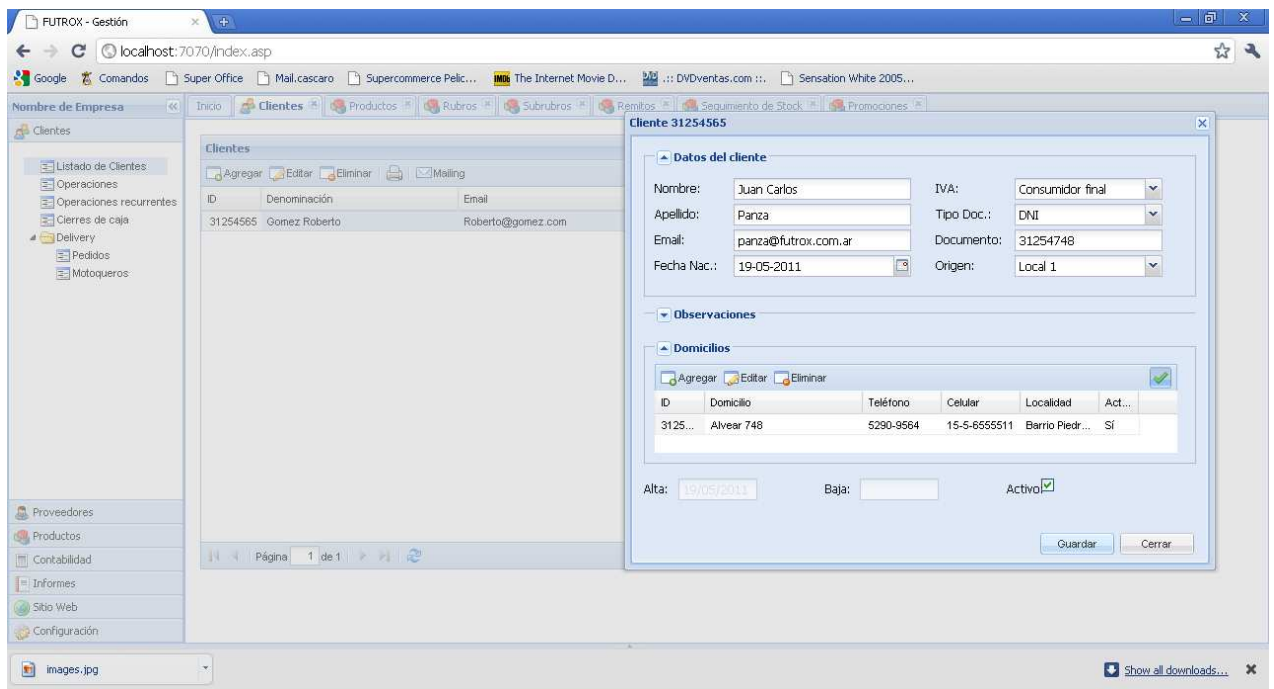 FUTROX - Gestión
localhost:7070/index.asp
Google Comandos Super Office Mail.cascaro Supercommerce Pelic... IMDb The Internet Movie D... .:: DVDventas.com ::. Sensation White 2005...
Nombre de Empresa
Inicio Clientes Productos Rubros Subrubros Remitos Seguimiento de Stock Promociones
Clientes
Listado de Clientes
Operaciones
Operaciones recurrentes
Cierres de caja
Delivery
Pedidos
Motoqueros
Proveedores
Productos
Contabilidad
Informes
Sitio Web
Configuración
Clientes
Agregar Editar Eliminar Mailing
ID Denominación Email
31254565 Gomez Roberto Roberto@gomez.com
Página 1 de 1
Cliente 31254565
Datos del cliente
Nombre: Juan Carlos IVA: Consumidor final
Apellido: Panza Tipo Doc.: DNI
Email: panza@futrox.com.ar Documento: 31254748
Fecha Nac.: 19-05-2011 Origen: Local 1
Observaciones
Domicilios
Agregar Editar Eliminar
ID Domicilio Teléfono Celular Localidad Act...
3125... Alvear 748 5290-9564 15-5-6555511 Barrio Piedr... Sí
Alta: 19/05/2011 Baja: Activo
Guardar Cerrar
images.jpg Show all downloads...